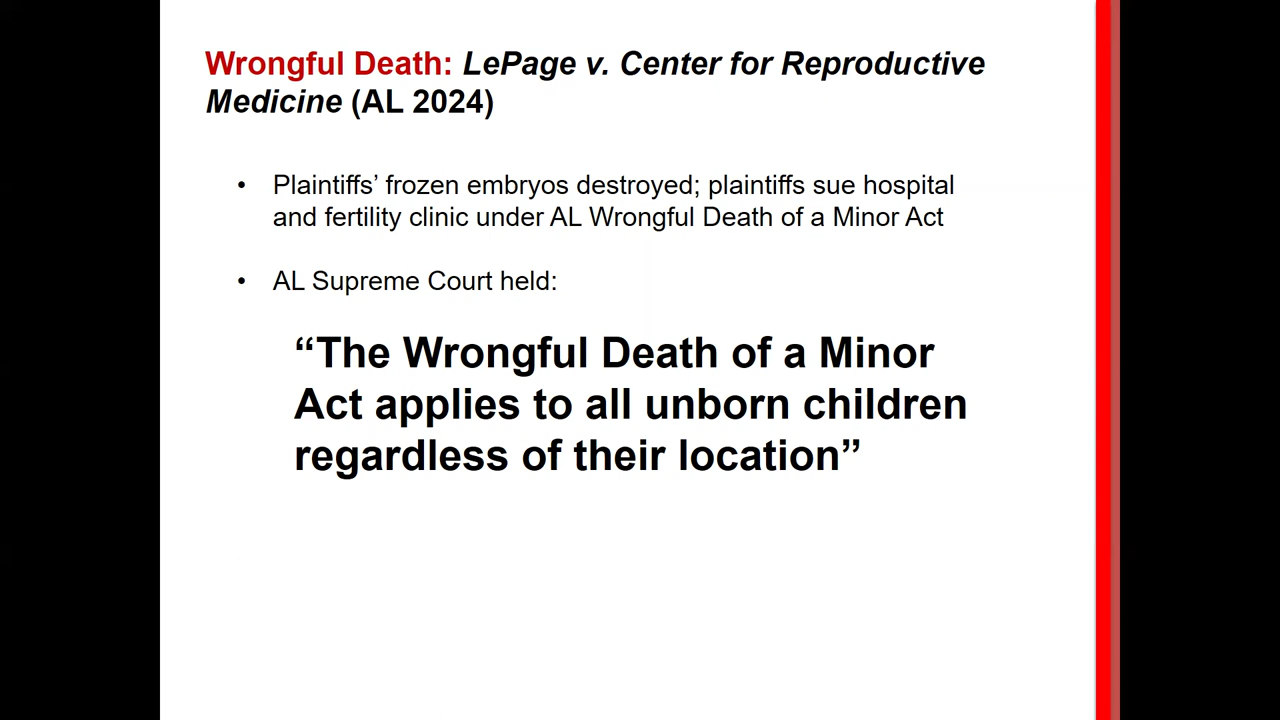 Wrongful Death: LePage v. Center for Reproductive
Medicine (AL 2024)
• Plaintiffs’ frozen embryos destroyed; plaintiffs sue hospital
and fertility clinic under AL Wrongful Death of a Minor Act
• AL Supreme Court held:
“The Wrongful Death of a Minor
Act applies to all unborn children
regardless of their location”